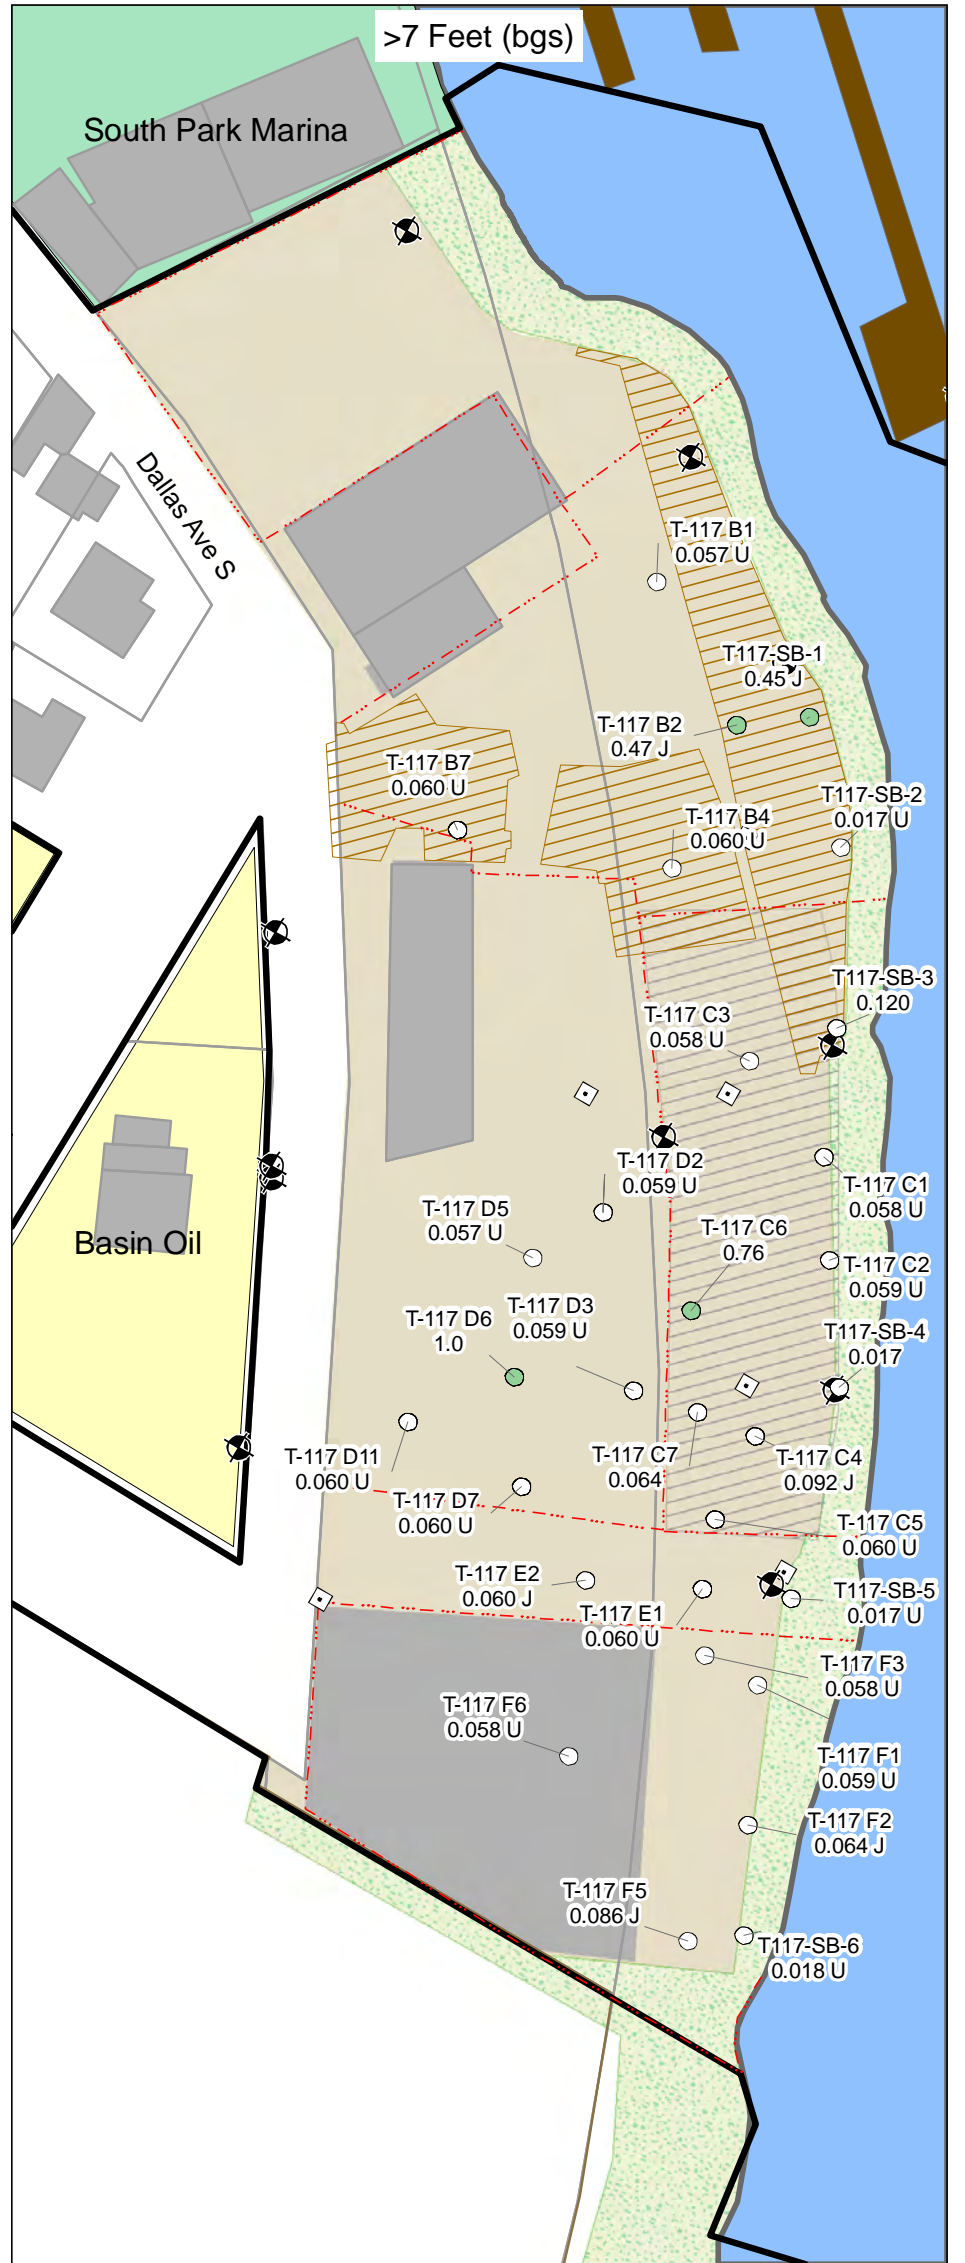 >7 Feet (bgs)
South Park Marina
Dallas Ave S
T-117 B1
0.057 U
T117-SB-1
0.45 J
T-117 B2
0.47 J
T-117 B7
0.060 U
T117-SB-2
0.017 U
T-117 B4
0.060 U
T117-SB-3
0.120
T-117 C3
0.058 U
T-117 D2
0.059 U
T-117 C1
0.058 U
T-117 D5
0.057 U
T-117 C6
0.76
Basin Oil
T-117 C2
0.059 U
T-117 D6
1.0
T-117 D3
0.059 U
T117-SB-4
0.017
T-117 D11
0.060 U
T-117 C7
0.064
T-117 C4
0.092 J
T-117 D7
0.060 U
T-117 C5
0.060 U
T-117 E2
0.060 J
T-117 E1
0.060 U
T117-SB-5
0.017 U
T-117 F3
0.058 U
T-117 F6
0.058 U
T-117 F1
0.059 U
T-117 F2
0.064 J
T-117 F5
0.086 J
T117-SB-6
0.018 U